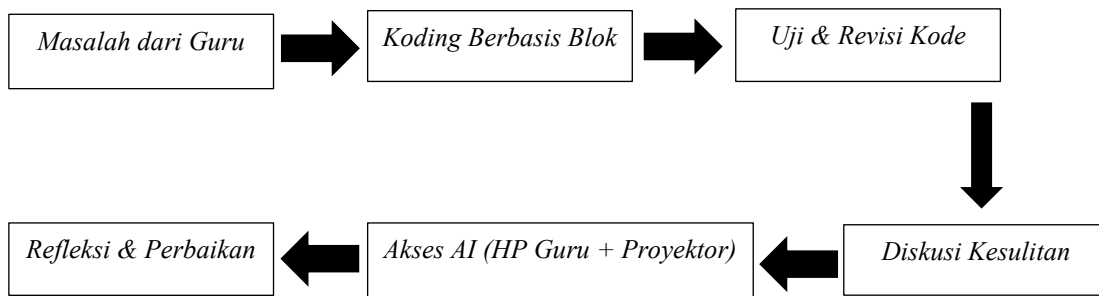 Masalah dari Guru
Koding Berbasis Blok
Uji & Revisi Kode
Diskusi Kesulitan
Akses AI (HP Guru + Proyektor)
Refleksi & Perbaikan